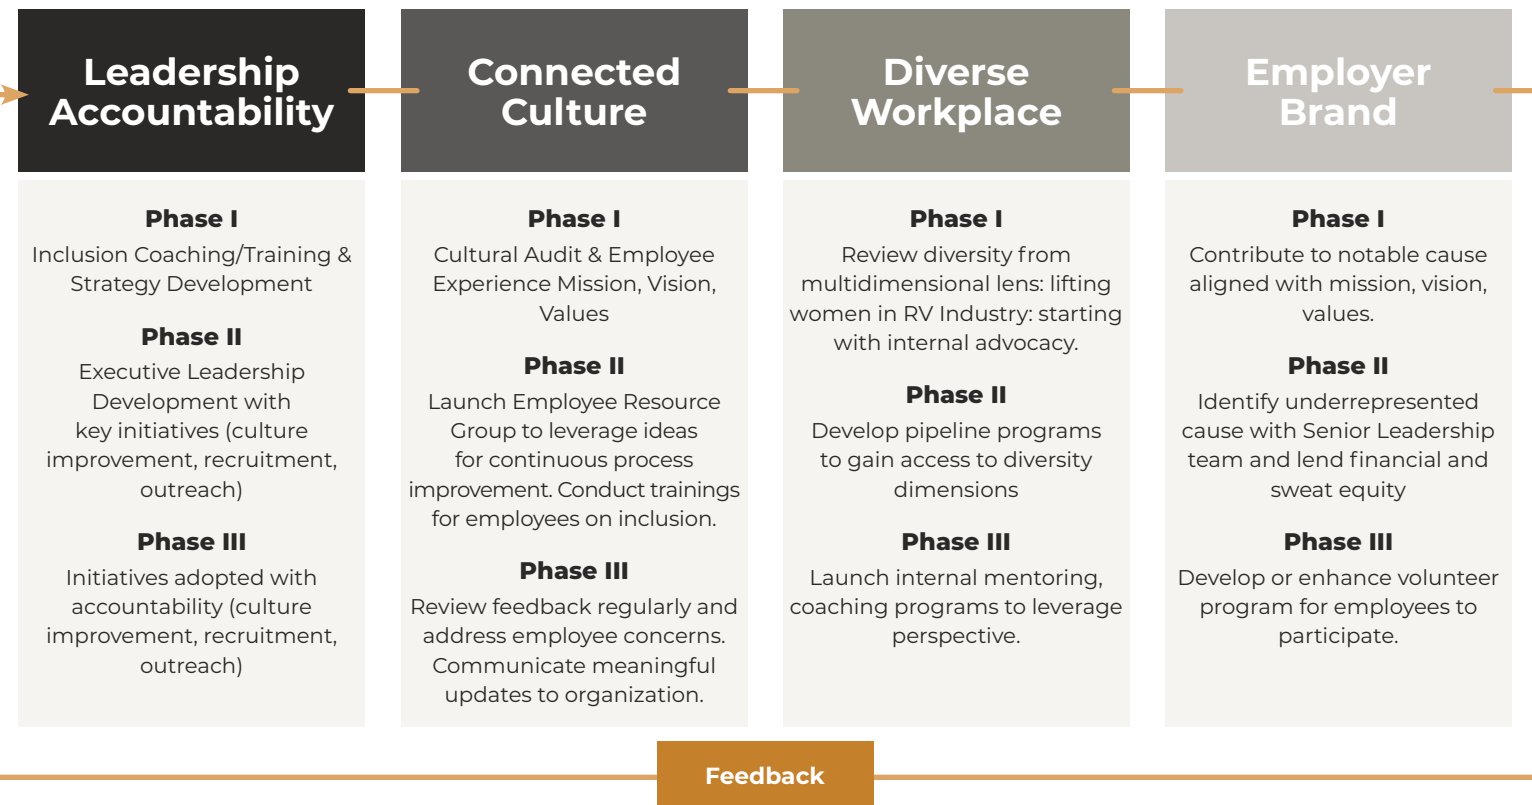 Leadership
Accountability
Phase I
Inclusion Coaching/Training &
Strategy Development
Phase II
Executive Leadership
Development with
key initiatives (culture
improvement, recruitment,
outreach)
Phase III
Initiatives adopted with
accountability (culture
improvement, recruitment,
outreach)
Connected
Culture
Phase I
Cultural Audit & Employee
Experience Mission, Vision,
Values
Phase II
Launch Employee Resource
Group to leverage ideas
for continuous process
improvement. Conduct trainings
for employees on inclusion.
Phase III
Review feedback regularly and
address employee concerns.
Communicate meaningful
updates to organization.
Diverse
Workplace
Phase I
Review diversity from
multidimensional lens: lifting
women in RV Industry: starting
with internal advocacy.
Phase II
Develop pipeline programs
to gain access to diversity
dimensions
Phase III
Launch internal mentoring,
coaching programs to leverage
perspective.
Employer
Brand
Phase I
Contribute to notable cause
aligned with mission, vision,
values.
Phase II
Identify underrepresented
cause with Senior Leadership
team and lend financial and
sweat equity
Phase III
Develop or enhance volunteer
program for employees to
participate.
Feedback